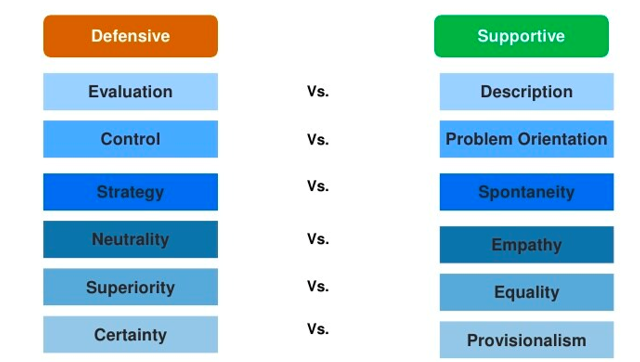 Defensive Supportive
Evaluation Vs. Description
Control Vs. Problem Orientation
Strategy Vs. Spontaneity
Neutrality Vs. Empathy
Superiority Vs. Equality
Certainty Vs. Provisionalism